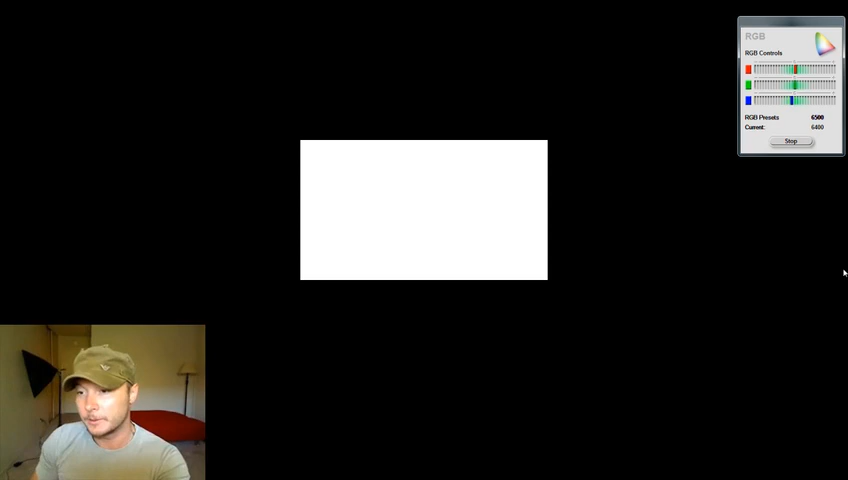 RGB
RGB Controls
RGB Presets 6500
Current: 6400
Stop